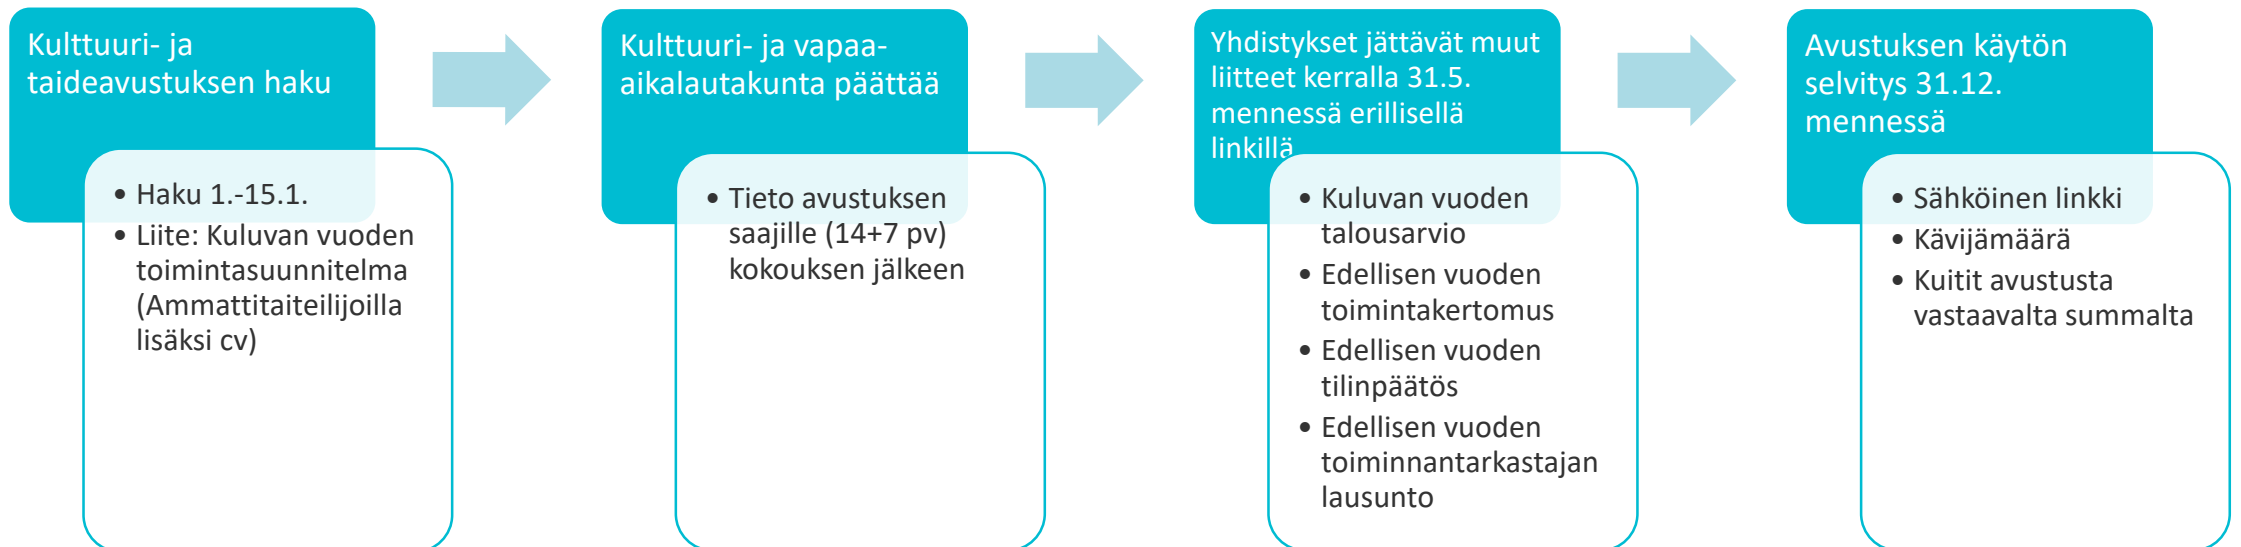 Kulttuuri- ja
taideavustuksen haku
• Haku 1.-15.1.
• Liite: Kuluvan vuoden
toimintasuunnitelma
(Ammattitaiteilijoilla
lisäksi cv)
Kulttuuri- ja vapaa-
aikalautakunta päättää
• Tieto avustuksen
saajille (14+7 pv)
kokouksen jälkeen
Yhdistykset jättävät muut
liitteet kerralla 31.5.
mennessä erillisellä
linkillä
• Kuluvan vuoden
talousarvio
• Edellisen vuoden
toimintakertomus
• Edellisen vuoden
tilinpäätös
• Edellisen vuoden
toiminnantarkastajan
lausunto
Avustuksen käytön
selvitys 31.12.
mennessä
• Sähköinen linkki
• Kävijämäärä
• Kuitit avustusta
vastaavalta summalta